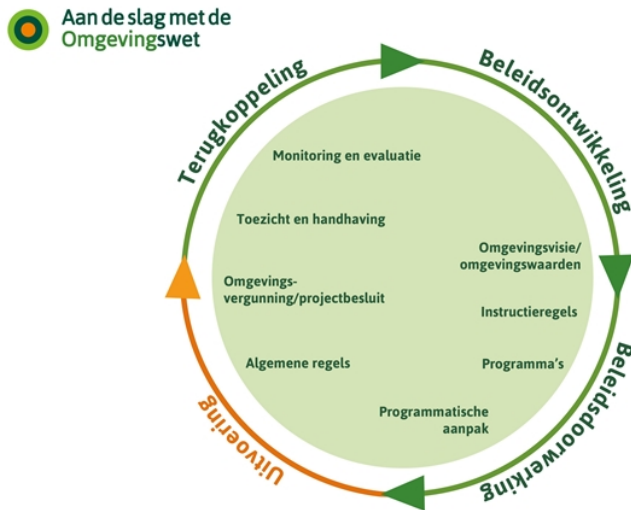 Aan de slag met de
Omgevingswet
Terugkoppeling
Beleidsontwikkeling
Monitoring en evaluatie
Toezicht en handhaving
Omgevingsvisie/
omgevingswaarden
Omgevings-
vergunning/projectbesluit
Instructieregels
Algemene regels
Programma's
Programmatische
aanpak
Uitvoering
Beleidsdoorwerking